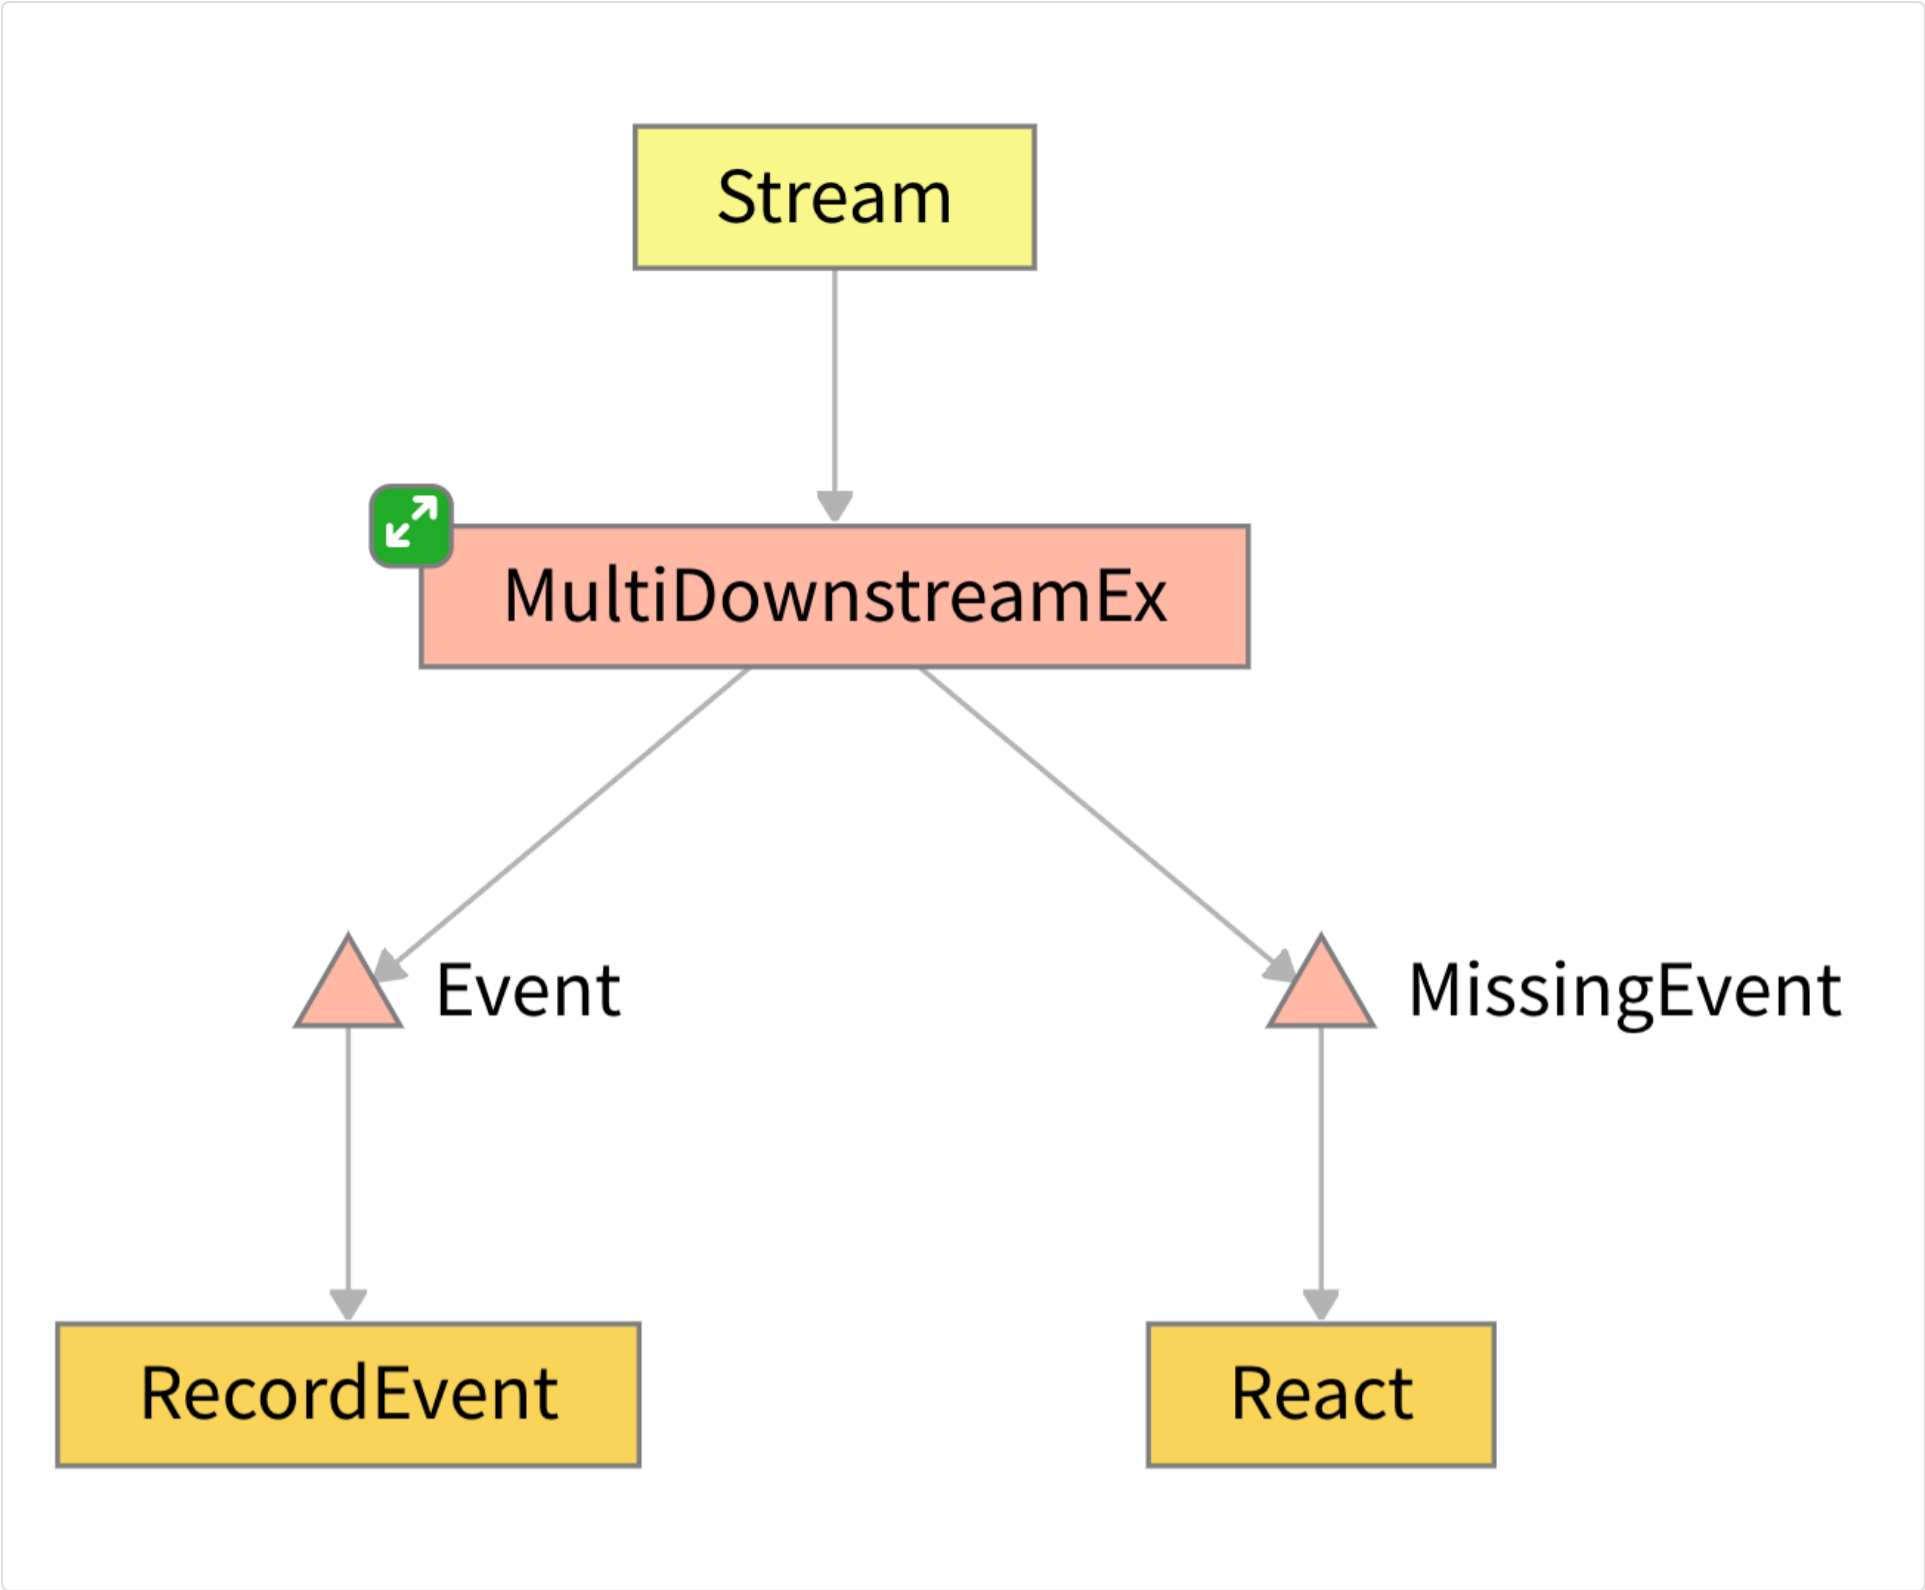 Stream
MultiDownstreamEx
Event
MissingEvent
RecordEvent
React